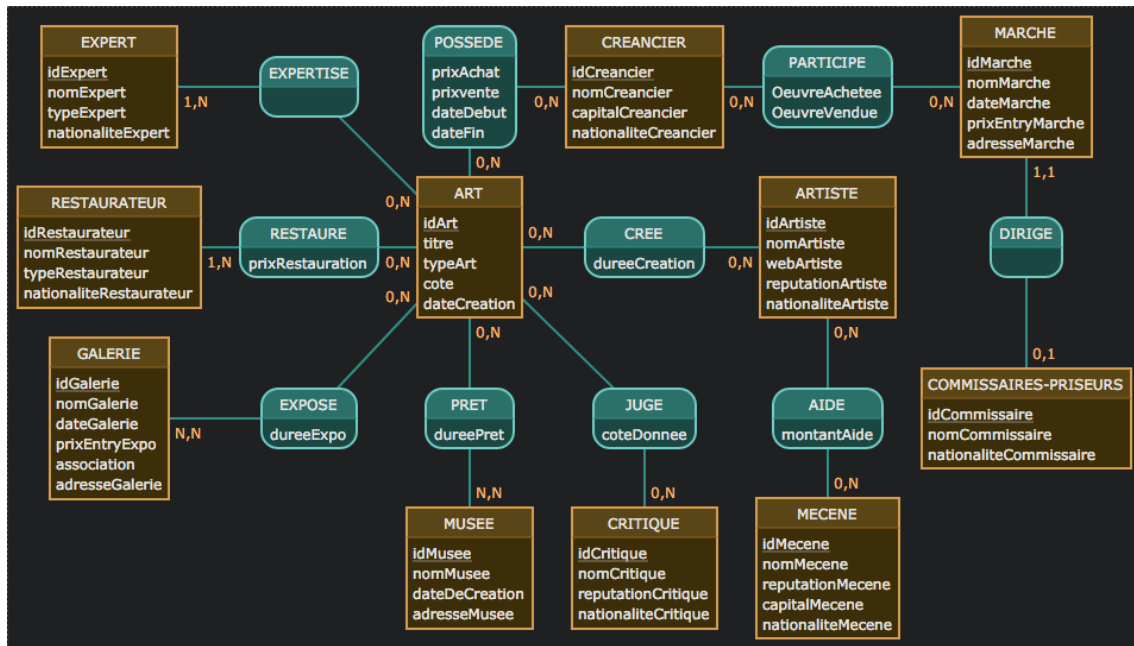 EXPERT
idExpert
nomExpert
typeExpert
nationaliteExpert
1,N
EXPERTISE
0,N
POSSEDE
prixAchat
prixvente
dateDebut
dateFin
0,N
0,N
CREANCIER
idCreancier
nomCreancier
capitalCreancier
nationaliteCreancier
0,N
PARTICIPE
OeuvreAchetee
OeuvreVendue
0,N
MARCHE
idMarche
nomMarche
dateMarche
prixEntryMarche
adresseMarche
1,1
RESTAURATEUR
idRestaurateur
nomRestaurateur
typeRestaurateur
nationaliteRestaurateur
1,N
RESTAURE
prixRestauration
0,N
ART
idArt
titre
typeArt
cote
dateCreation
0,N
CREE
dureeCreation
0,N
ARTISTE
idArtiste
nomArtiste
webArtiste
reputationArtiste
nationaliteArtiste
DIRIGE
0,N
0,N
0,N
0,N
0,1
GALERIE
idGalerie
nomGalerie
dateGalerie
prixEntryExpo
association
adresseGalerie
N,N
EXPOSE
dureeExpo
PRET
dureePret
N,N
JUGE
coteDonnee
0,N
AIDE
montantAide
0,N
COMMISSAIRES-PRISEURS
idCommissaire
nomCommissaire
nationaliteCommissaire
MUSEE
idMusee
nomMusee
dateDeCreation
adresseMusee
CRITIQUE
idCritique
nomCritique
reputationCritique
nationaliteCritique
MECENE
idMecene
nomMecene
reputationMecene
capitalMecene
nationaliteMecene